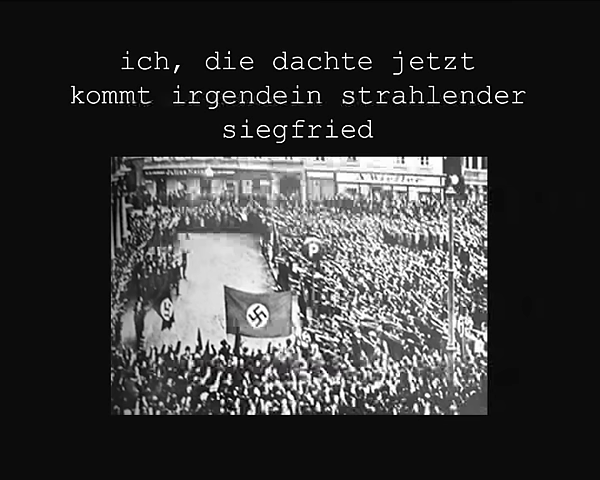 ich, die dachte jetzt
kommt irgendein strahlender
siegfried
P